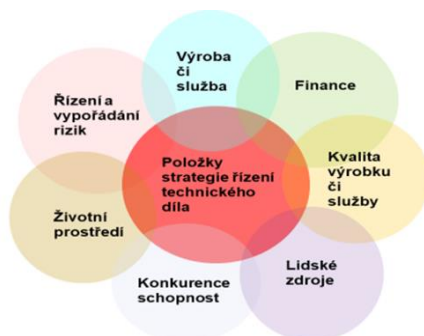 Výroba
či
služba
Finance
Kvalita
výrobku
či
služby
Lidské
zdroje
Konkurence
schopnost
Životní
prostředí
Řízení a
vypořádání
rizik
Položky
strategie řízení
technického
díla